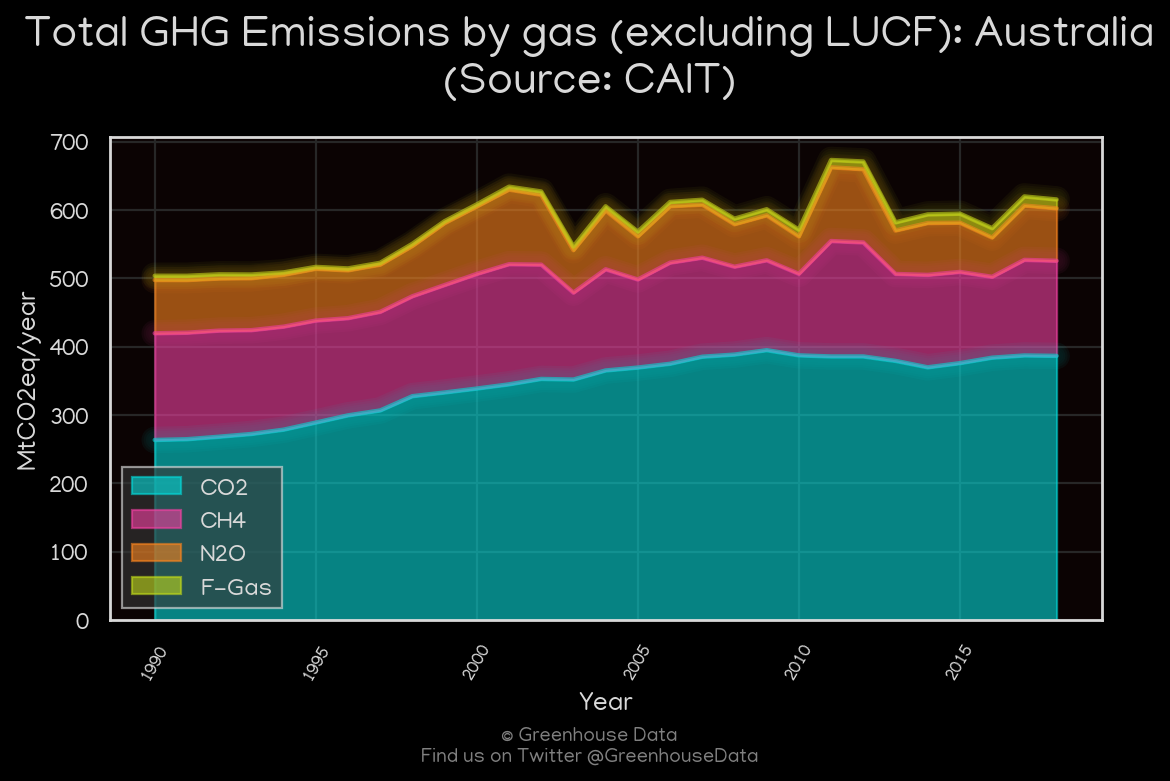 Total GHG Emissions by gas (excluding LUCF): Australia
(Source: CAIT)
700
600
500
400
300
200
100
0
MtCO2eq/year
CO2
CH4
N2O
F-Gas
1990
1995
2000
2005
2010
2015
Year
© Greenhouse Data
Find us on Twitter @GreenhouseData